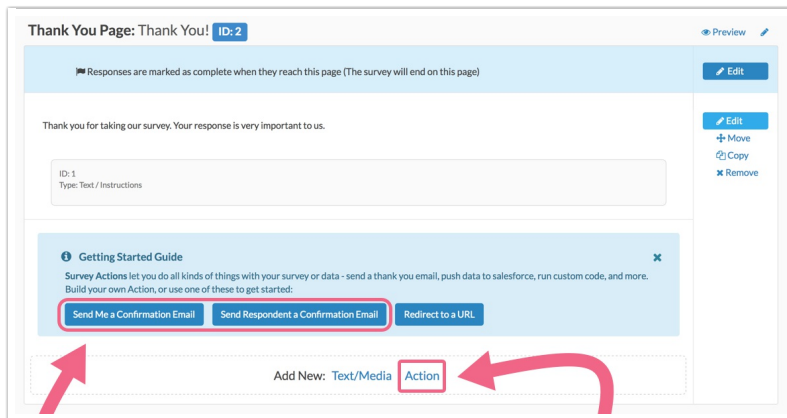 Thank You Page: Thank You! ID: 2
Preview
Responses are marked as complete when they reach this page (The survey will end on this page)
Edit
Thank you for taking our survey. Your response is very important to us.
Edit
Move
Copy
Remove
ID: 1
Type: Text / Instructions
Getting Started Guide
Survey Actions let you do all kinds of things with your survey or data - send a thank you email, push data to salesforce, run custom code, and more.
Build your own Action, or use one of these to get started:
Send Me a Confirmation Email Send Respondent a Confirmation Email Redirect to a URL
Add New: Text/Media Action